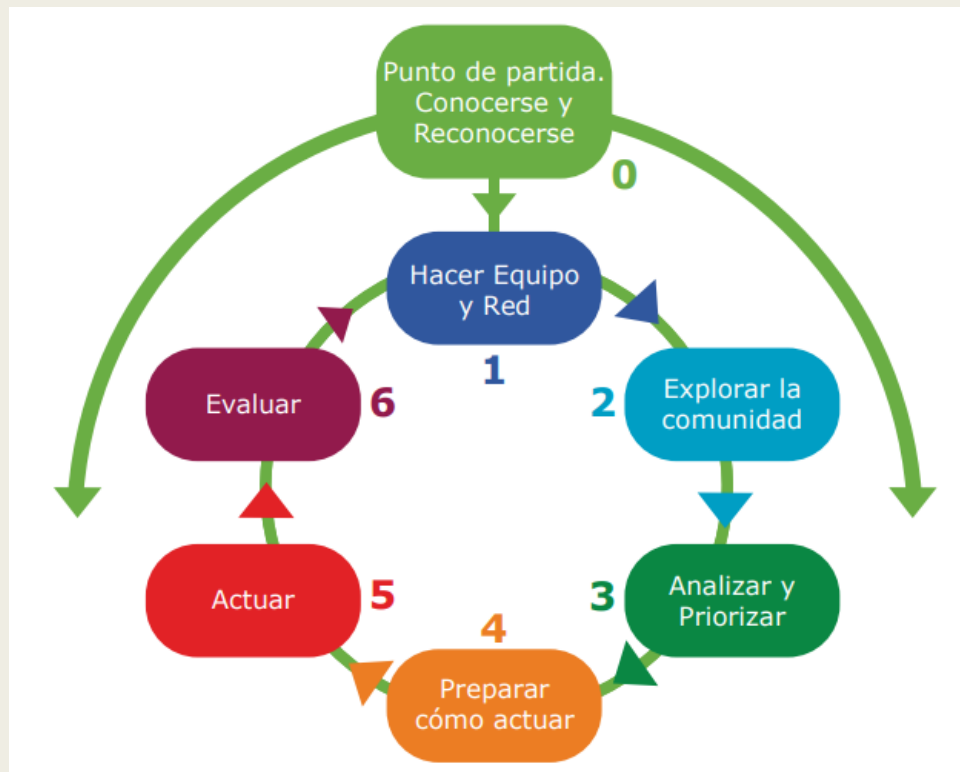 Punto de partida.
Conocerse y
Reconocerse
0
Hacer Equipo
y Red
1
2
Explorar la
comunidad
3
Analizar y
Priorizar
4
Preparar
cómo actuar
Actuar
5
Evaluar
6